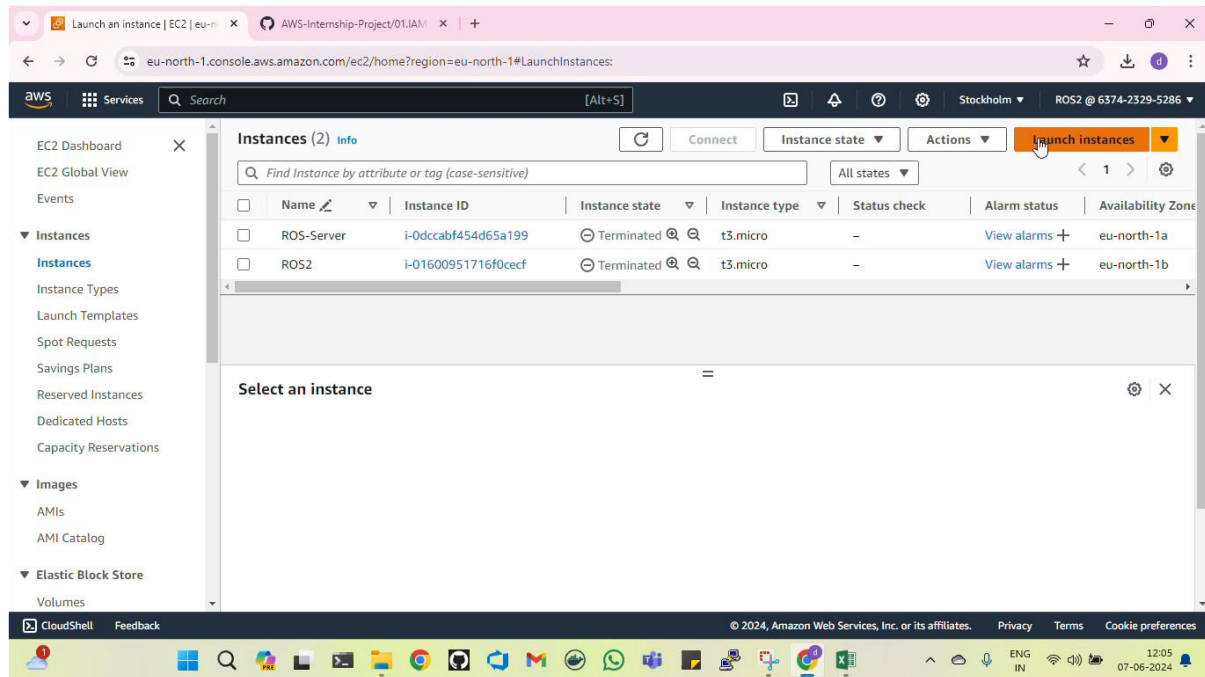 Launch an instance | EC2 | eu-n
AWS-Internship-Project/01.IAM
eu-north-1.console.aws.amazon.com/ec2/home?region=eu-north-1#LaunchInstances:
d
aws Services Search [Alt+S] Stockholm ROS2 @ 6374-2329-5286
EC2 Dashboard
EC2 Global View
Events
Instances
Instances
Instance Types
Launch Templates
Spot Requests
Savings Plans
Reserved Instances
Dedicated Hosts
Capacity Reservations
Images
AMIs
AMI Catalog
Elastic Block Store
Volumes
Instances (2) Info Connect Instance state Actions Launch instances
Find Instance by attribute or tag (case-sensitive) All states 1
Name Instance ID Instance state Instance type Status check Alarm status Availability Zone
ROS-Server i-0dccabf454d65a199 Terminated t3.micro – View alarms + eu-north-1a
ROS2 i-01600951716f0cecf Terminated t3.micro – View alarms + eu-north-1b
Select an instance
CloudShell Feedback © 2024, Amazon Web Services, Inc. or its affiliates. Privacy Terms Cookie preferences
1
PRE
d
ENG
IN
12:05
07-06-2024